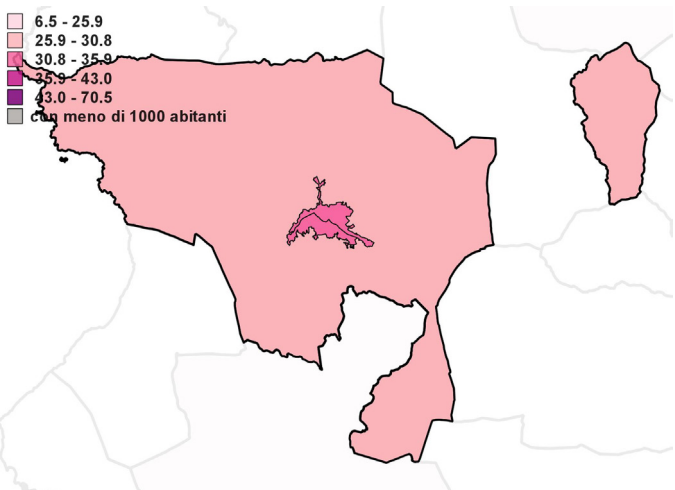 6.5 - 25.9
25.9 - 30.8
30.8 - 35.9
35.9 - 43.0
43.0 - 70.5
con meno di 1000 abitanti